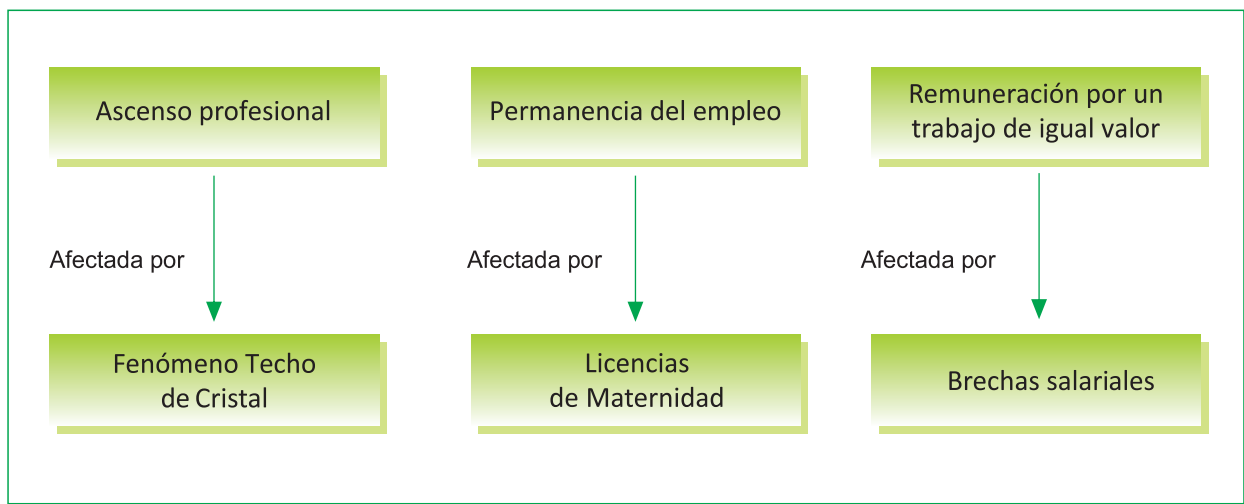 Ascenso profesional
Permanencia del empleo
Remuneración por un
trabajo de igual valor
Afectada por
Afectada por
Afectada por
Fenómeno Techo
de Cristal
Licencias
de Maternidad
Brechas salariales